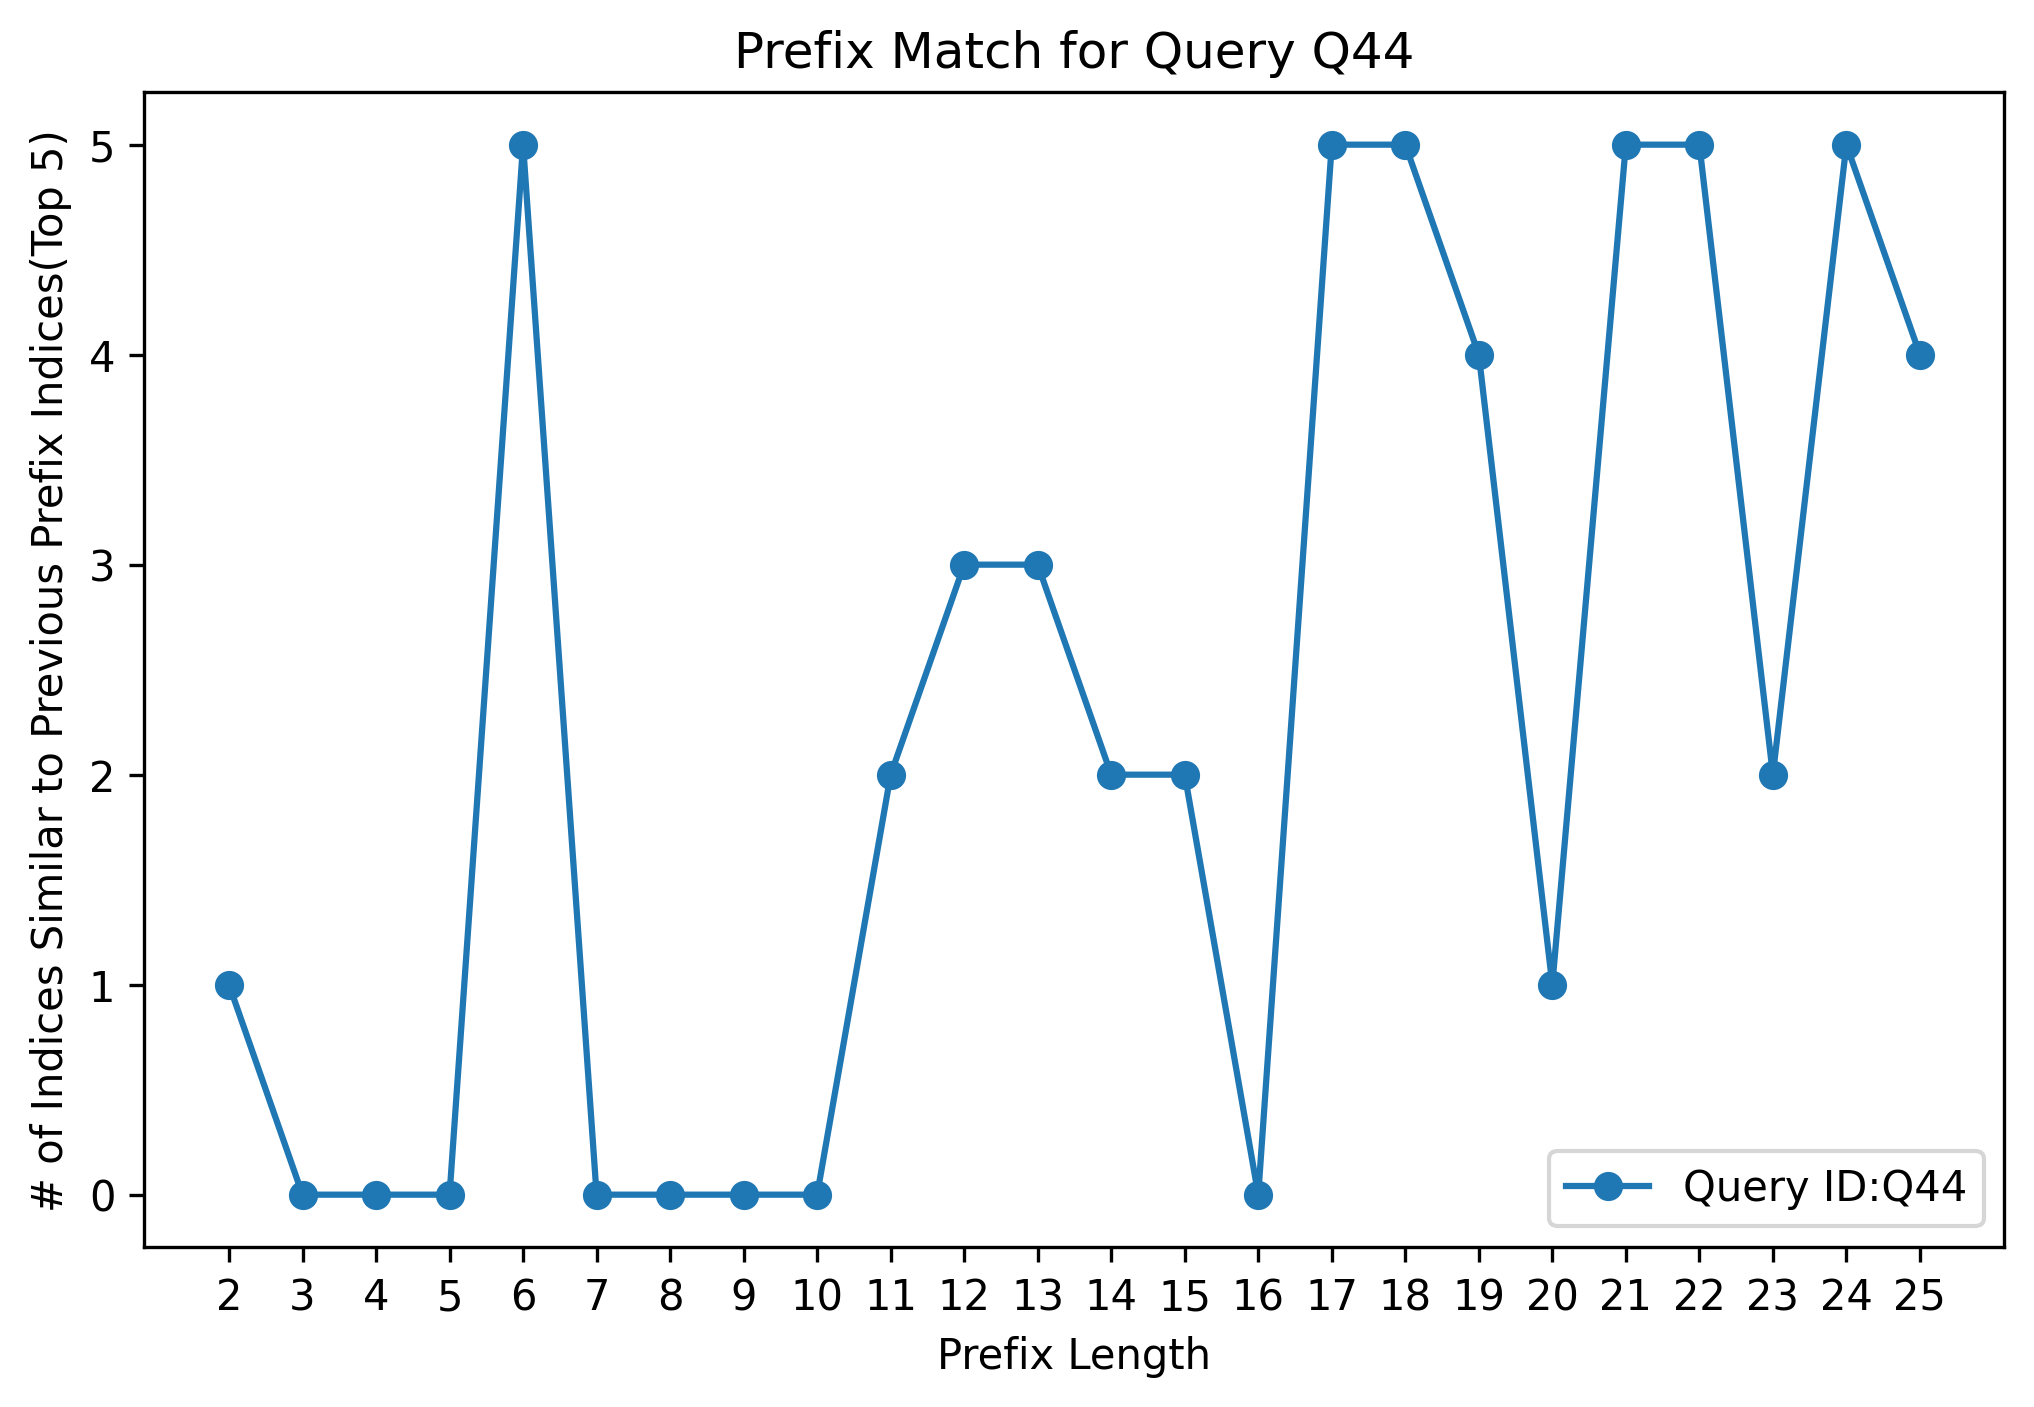 Prefix Match for Query Q44
# of Indices Similar to Previous Prefix Indices(Top 5)
5
4
3
2
1
0
Query ID:Q44
2 3 4 5 6 7 8 9 10 11 12 13 14 15 16 17 18 19 20 21 22 23 24 25
Prefix Length